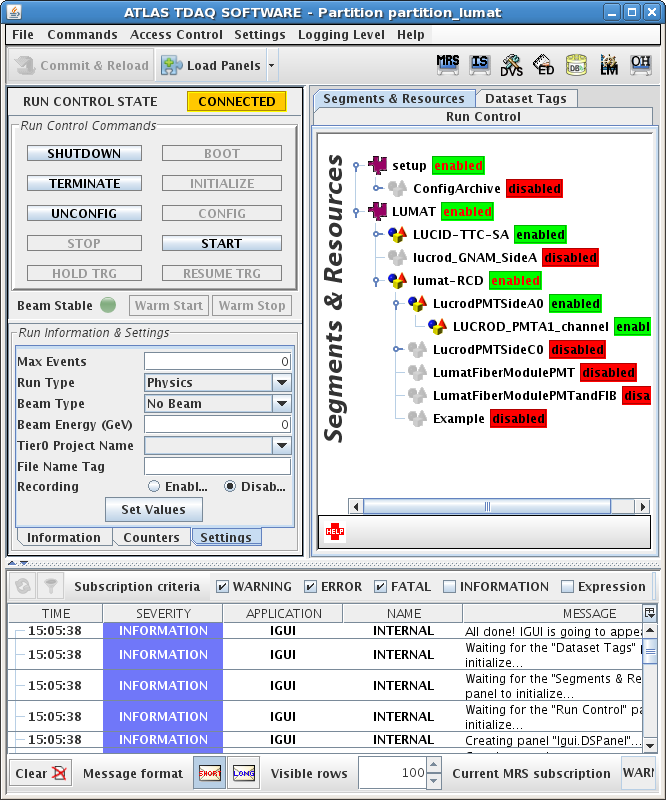 ATLAS TDAQ SOFTWARE - Partition partition_lumat
File Commands Access Control Settings Logging Level Help
Commit & Reload Load Panels MRS IS DVS ED DB LM OH
RUN CONTROL STATE CONNECTED
Run Control Commands
SHUTDOWN BOOT
TERMINATE INITIALIZE
UNCONFIG CONFIG
STOP START
HOLD TRG RESUME TRG
Beam Stable Warm Start Warm Stop
Run Information & Settings
Max Events 0
Run Type Physics
Beam Type No Beam
Beam Energy (GeV) 0
Tier0 Project Name
File Name Tag
Recording Enabl... Disab...
Set Values
Information Counters Settings
Segments & Resources Dataset Tags
Run Control
Segments & Resources
setup enabled
ConfigArchive disabled
LUMAT enabled
LUCID-TTC-SA enabled
lucrod_GNAM_SideA disabled
lumat-RCD enabled
LucrodPMTSideA0 enabled
LUCROD_PMTA1_channel enabl
LucrodPMTSideC0 disabled
LumatFiberModulePMT disabled
LumatFiberModulePMTandFIB disa
Example disabled
HELP
Subscription criteria WARNING ERROR FATAL INFORMATION Expression
TIME SEVERITY APPLICATION NAME MESSAGE
15:05:38 INFORMATION IGUI INTERNAL All done! IGUI is going to appea
15:05:38 INFORMATION IGUI INTERNAL Waiting for the "Dataset Tags" p
initialize...
15:05:38 INFORMATION IGUI INTERNAL Waiting for the "Segments & Re
panel to initialize...
15:05:38 INFORMATION IGUI INTERNAL Waiting for the "Run Control" pa
initialize...
15:05:38 INFORMATION IGUI INTERNAL Creating panel "Igui.DSPanel"...
Clear Message format SHORT LONG Visible rows 100 Current MRS subscription WARN